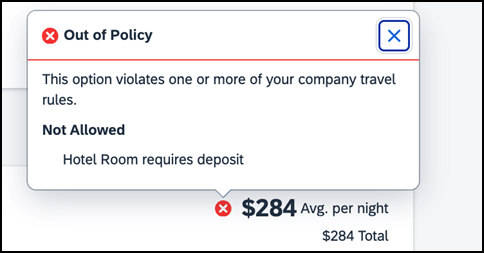 Out of Policy
This option violates one or more of your company travel
rules.
Not Allowed
Hotel Room requires deposit
$284 Avg. per night
$284 Total